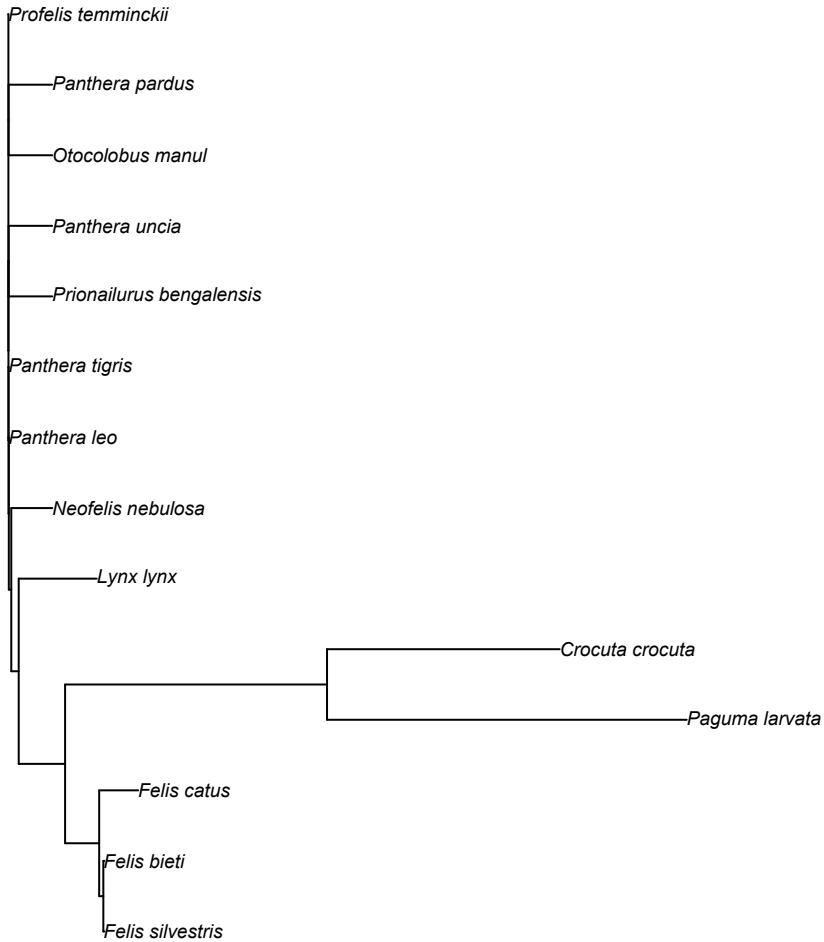 Profelis temminckii
Panthera pardus
Otocolobus manul
Panthera uncia
Prionailurus bengalensis
Panthera tigris
Panthera leo
Neofelis nebulosa
Lynx lynx
Crocuta crocuta
Paguma larvata
Felis catus
Felis bieti
Felis silvestris